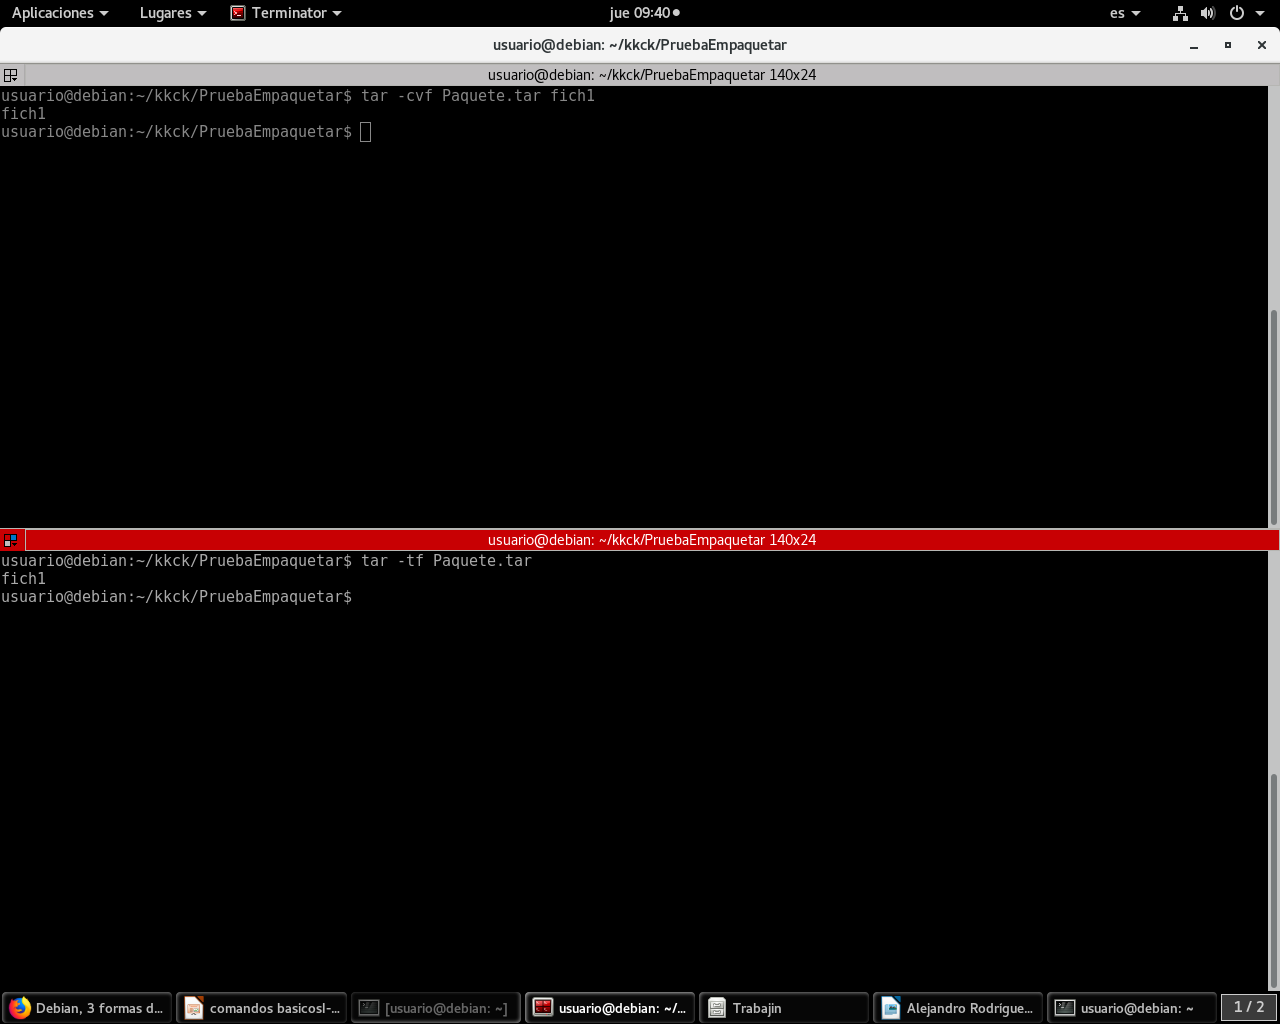 Aplicaciones Lugares Terminator jue 09:40 es
usuario@debian: ~/kkck/PruebaEmpaquetar
usuario@debian: ~/kkck/PruebaEmpaquetar 140x24
usuario@debian:~/kkck/PruebaEmpaquetar$ tar -cvf Paquete.tar fich1
fich1
usuario@debian:~/kkck/PruebaEmpaquetar$
usuario@debian: ~/kkck/PruebaEmpaquetar 140x24
usuario@debian:~/kkck/PruebaEmpaquetar$ tar -tf Paquete.tar
fich1
usuario@debian:~/kkck/PruebaEmpaquetar$
Debian, 3 formas d... comandos basicosl-... [usuario@debian: ~] usuario@debian: ~/... Trabajin Alejandro Rodrígue... usuario@debian: ~ 1 / 2